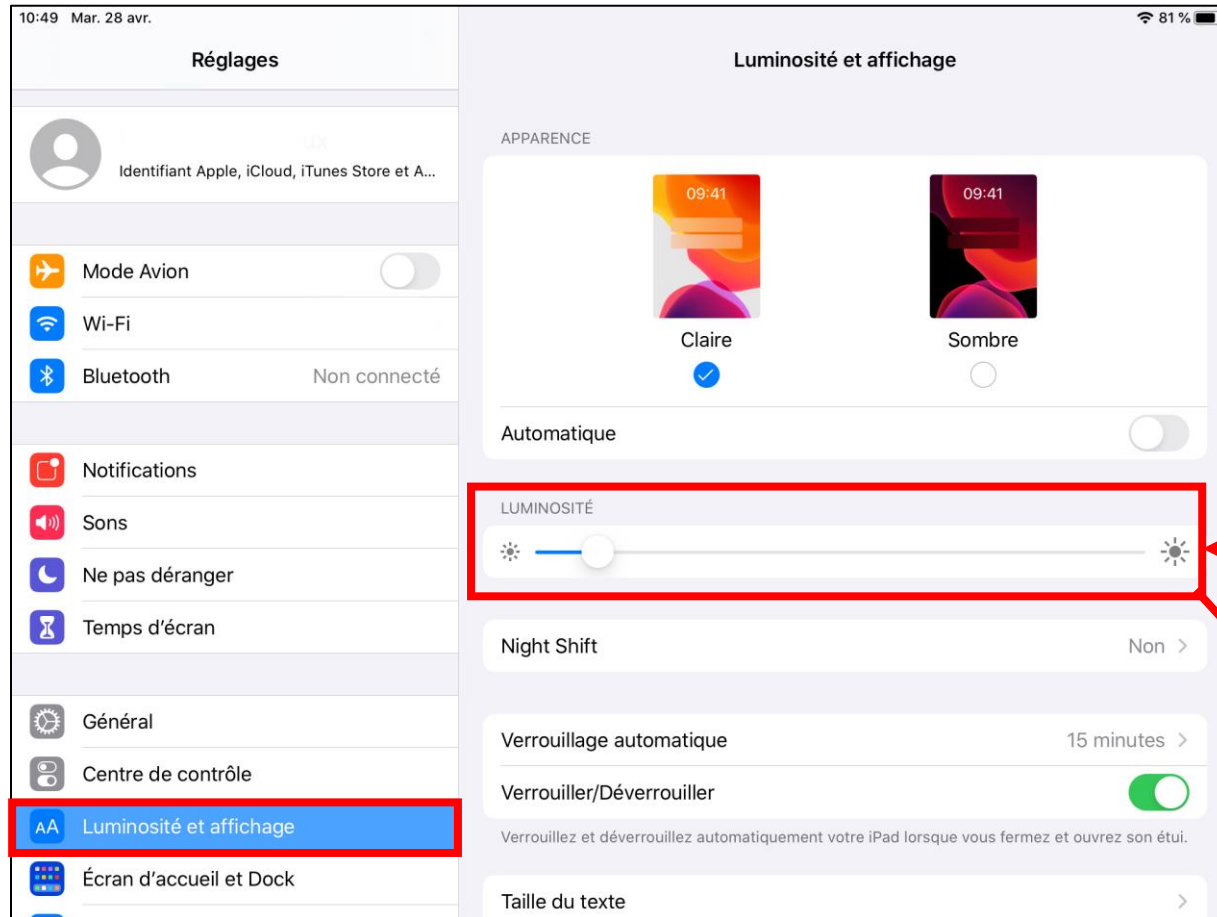 10:49 Mar. 28 avr.
81 %
Réglages
Identifiant Apple, iCloud, iTunes Store et A...
Mode Avion
Wi-Fi
Bluetooth Non connecté
Notifications
Sons
Ne pas déranger
Temps d'écran
Général
Centre de contrôle
AA Luminosité et affichage
Écran d'accueil et Dock
Luminosité et affichage
APPARENCE
09:41 09:41
Claire Sombre
Automatique
LUMINOSITÉ
Night Shift Non
Verrouillage automatique 15 minutes
Verrouiller/Déverrouiller
Verrouillez et déverrouillez automatiquement votre iPad lorsque vous fermez et ouvrez son étui.
Taille du texte